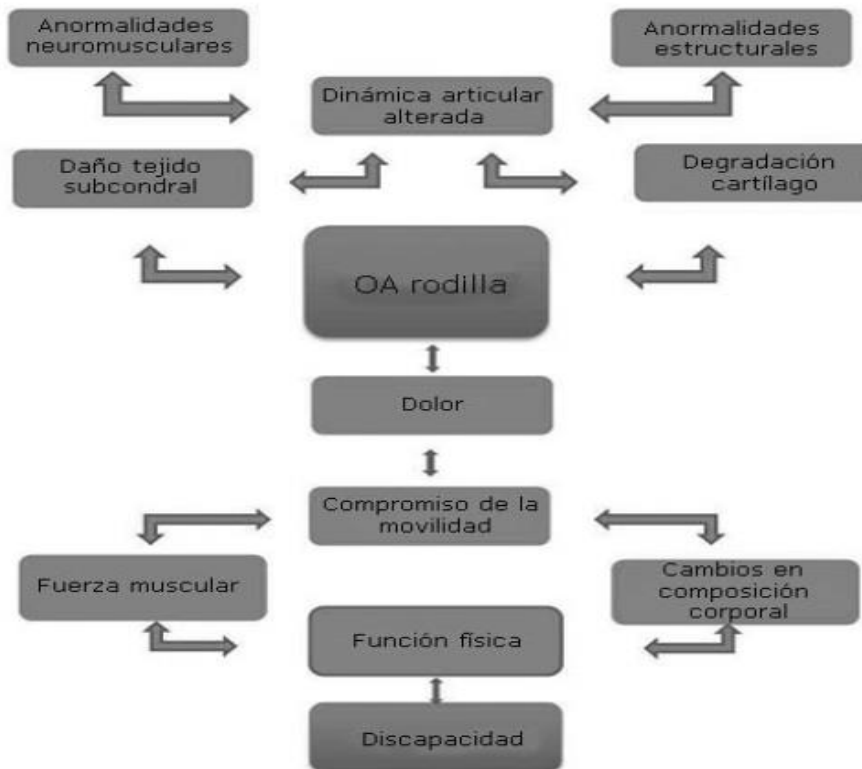 Anormalidades
neuromusculares
Anormalidades
estructurales
Dinámica articular
alterada
Daño tejido
subcondral
Degradación
cartílago
OA rodilla
Dolor
Compromiso de la
movilidad
Fuerza muscular
Cambios en
composición
corporal
Función física
Discapacidad